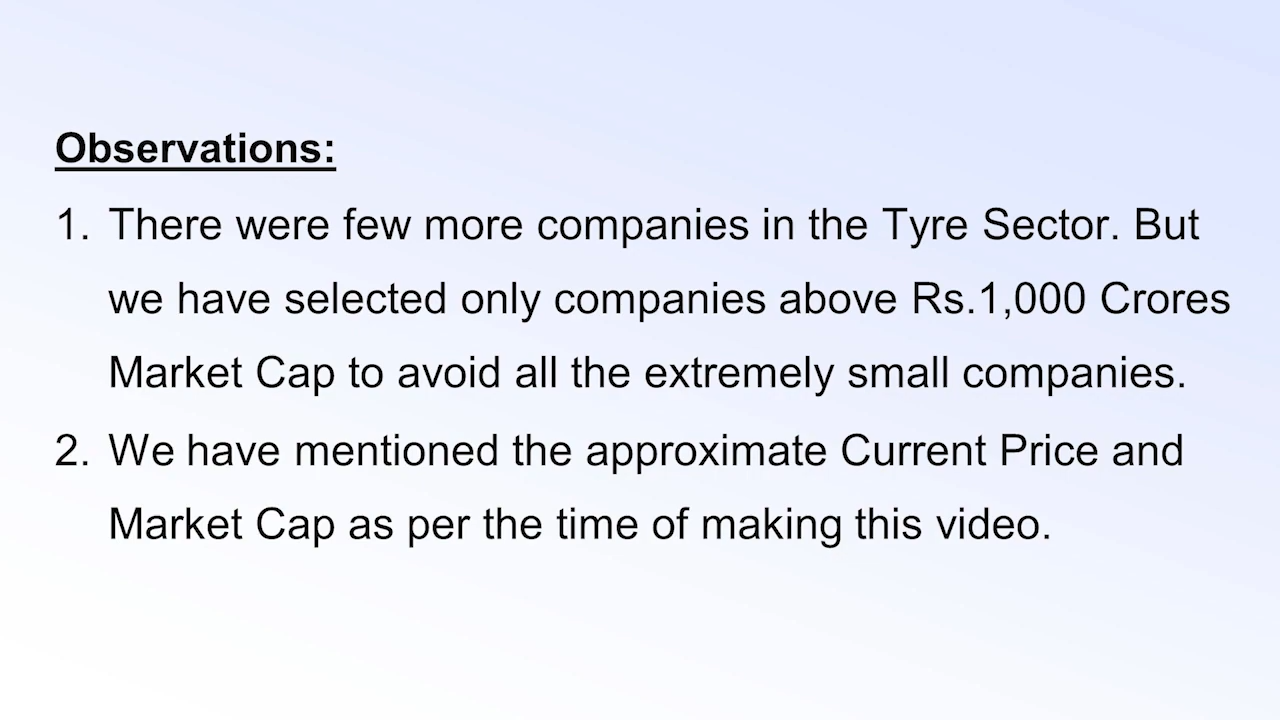 Observations:
1. There were few more companies in the Tyre Sector. But
we have selected only companies above Rs.1,000 Crores
Market Cap to avoid all the extremely small companies.
2. We have mentioned the approximate Current Price and
Market Cap as per the time of making this video.